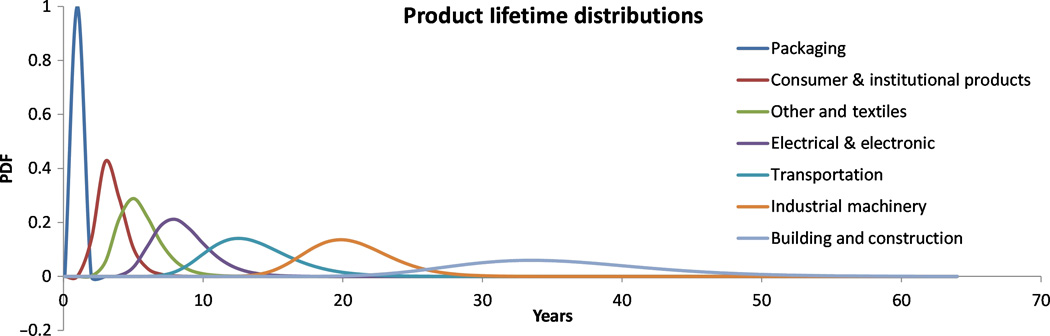 Product lifetime distributions
1
0.8
0.6
0.4
0.2
0
−0.2
PDF
Packaging
Consumer & institutional products
Other and textiles
Electrical & electronic
Transportation
Industrial machinery
Building and construction
0 10 20 30 40 50 60 70
Years